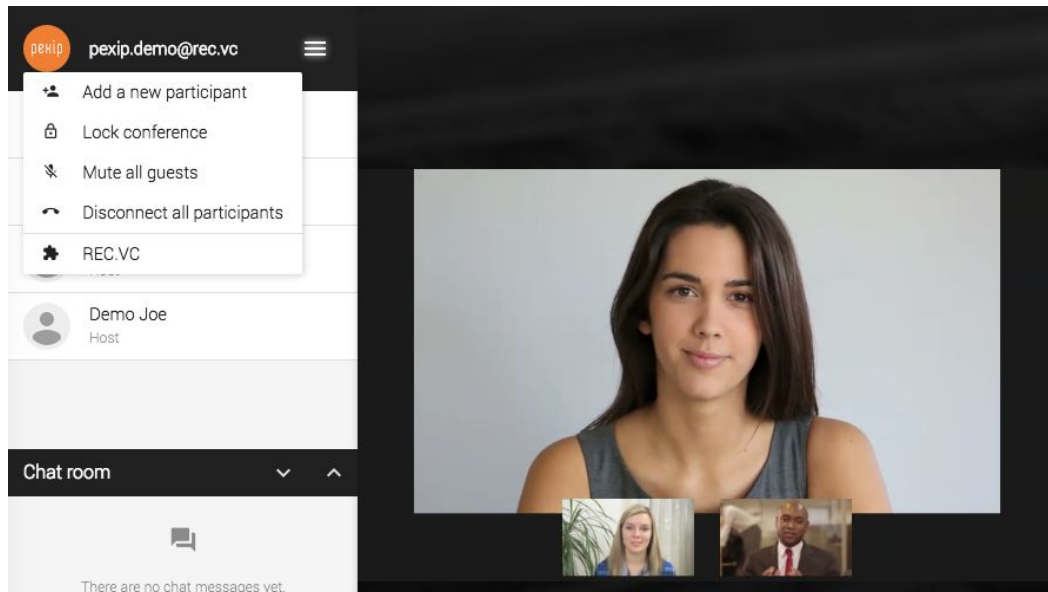 pexip pexip.demo@rec.vc
Add a new participant
Lock conference
Mute all guests
Disconnect all participants
REC.VC
Demo Joe
Host
Chat room
There are no chat messages yet.